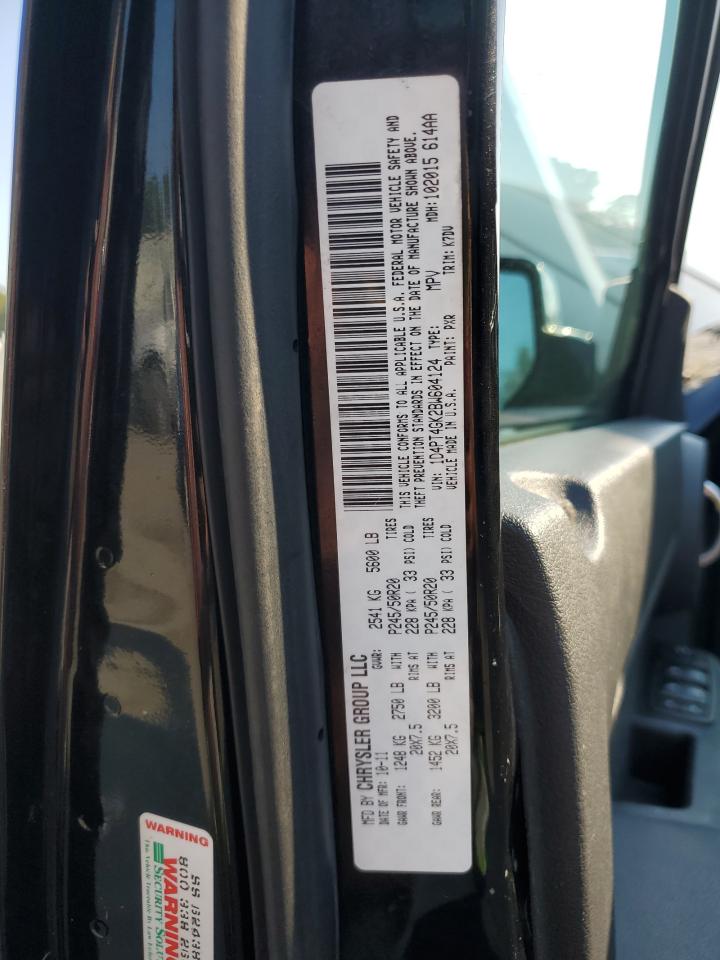 MFD BY CHRYSLER GROUP LLC
DATE OF MFR: 10-11 GVWR: 2541 KG 5600 LB
GAWR FRONT: 1248 KG 2750 LB WITH P245/50R20 TIRES
20X7.5 RIMS AT 228 KPA ( 33 PSI) COLD
GAWR REAR: 1452 KG 3200 LB WITH P245/50R20 TIRES
20X7.5 RIMS AT 228 KPA ( 33 PSI) COLD
THIS VEHICLE CONFORMS TO ALL APPLICABLE U.S.A. FEDERAL MOTOR VEHICLE SAFETY AND
THEFT PREVENTION STANDARDS IN EFFECT ON THE DATE OF MANUFACTURE SHOWN ABOVE.
VIN: 1D4PT4GK2BW604124 TYPE: MPV MDH:102015 614AA
VEHICLE MADE IN U.S.A. PAINT: PXR TRIM: K7DV
WARNING
SECURITY
WARNING